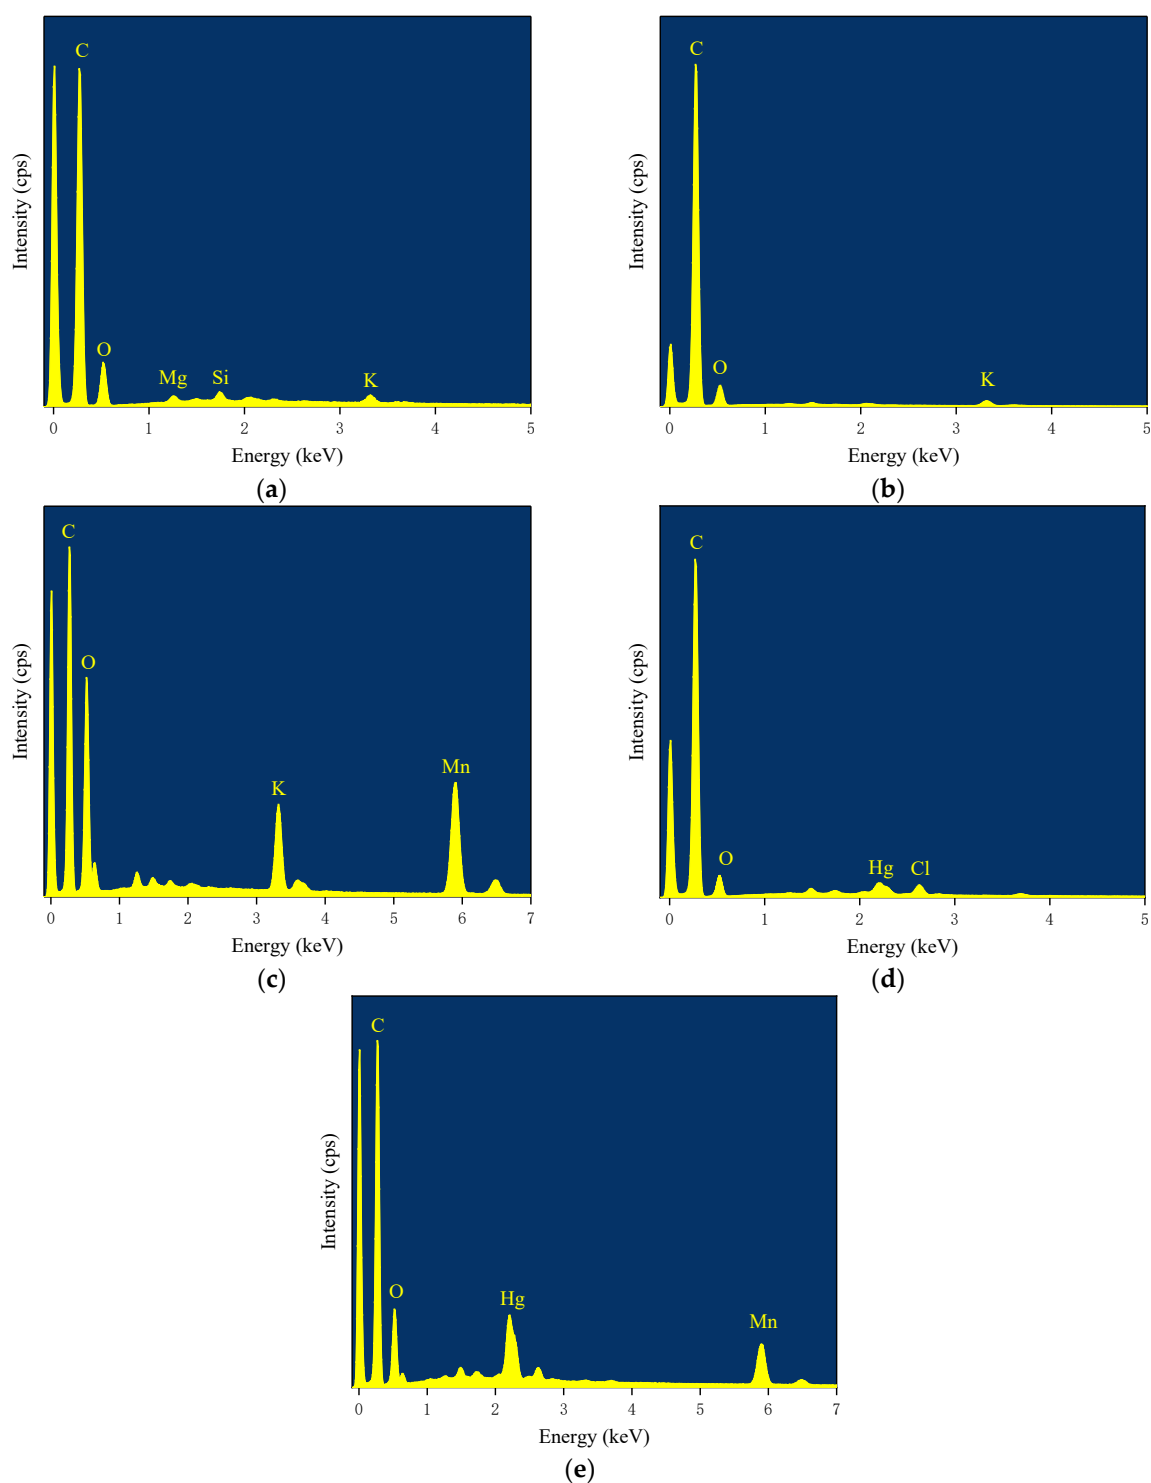 C
O
Mg
Si
K
Intensity (cps)
0 1 2 3 4 5
Energy (keV)
(a)
C
O
K
Intensity (cps)
0 1 2 3 4 5
Energy (keV)
(b)
C
O
K
Mn
Intensity (cps)
0 1 2 3 4 5 6 7
Energy (keV)
(c)
C
O
Hg
Cl
Intensity (cps)
0 1 2 3 4 5
Energy (keV)
(d)
C
O
Hg
Mn
Intensity (cps)
0 1 2 3 4 5 6 7
Energy (keV)
(e)